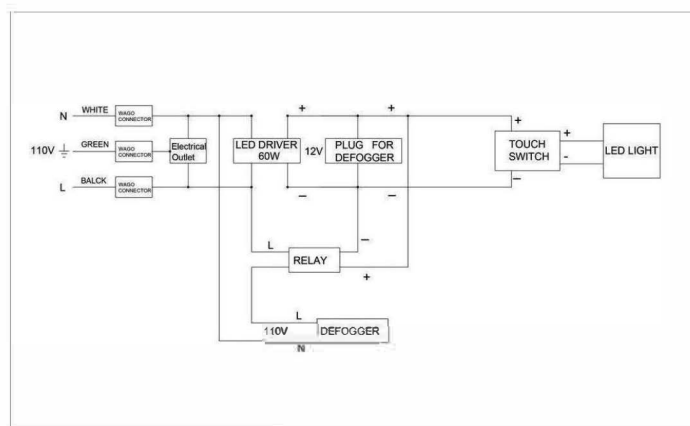 N WHITE WAGO CONNECTOR
110V GREEN WAGO CONNECTOR
L BALCK WAGO CONNECTOR
Electrical
Outlet
+ + 
LED DRIVER
60W
12V
PLUG FOR
DEFOGGER
− −
+
TOUCH
SWITCH
−
+
-
LED LIGHT
L
RELAY
−
+
L
110V
DEFOGGER
N